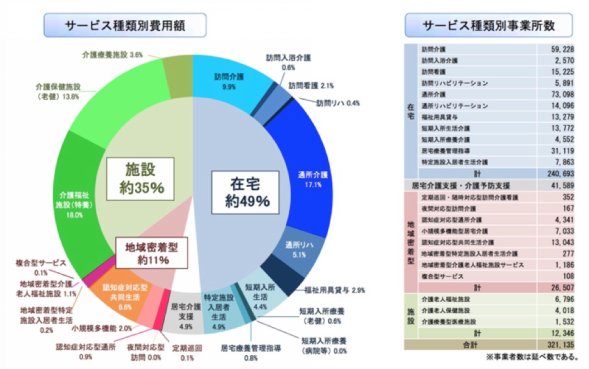 サービス種類別費用額
サービス種類別事業所数
介護療養施設 3.6%
介護保健施設
(老健) 13.8%
介護福祉
施設(特養)
18.0%
施設
約35%
在宅
約49%
地域密着型
約11%
訪問介護
9.9%
訪問入浴介護
0.6%
訪問看護 2.1%
訪問リハ 0.4%
通所介護
17.1%
通所リハ
5.1%
福祉用具貸与 2.9%
短期入所
生活
4.4%
短期入所療養
(老健) 0.6%
短期入所療養
(病院等) 0.0%
居宅療養管理指導
0.8%
特定施設
入居者
生活
4.9%
居宅介護
支援
4.9%
定期巡回
0.1%
夜間対応型
訪問 0.0%
認知症対応型通所
0.9%
小規模多機能 2.0%
認知症対応型
共同生活
5.6%
地域密着型特定
施設入居者生活
0.2%
地域密着型介護
老人福祉施設 1.1%
複合型サービス
0.1%
在宅
訪問介護 59,228
訪問入浴介護 2,570
訪問看護 15,225
訪問リハビリテーション 5,891
通所介護 73,098
通所リハビリテーション 14,096
福祉用具貸与 13,279
短期入所生活介護 13,772
短期入所療養介護 4,552
居宅療養管理指導 31,119
特定施設入居者生活介護 7,863
計 240,693
居宅介護支援・介護予防支援 41,589
地域密着型
定期巡回・随時対応型訪問介護看護 352
夜間対応型訪問介護 167
認知症対応型通所介護 4,341
小規模多機能型居宅介護 7,033
認知症対応型共同生活介護 13,043
地域密着型特定施設入居者生活介護 277
地域密着型介護老人福祉施設サービス 1,186
複合型サービス 108
計 26,507
施設
介護老人福祉施設 6,796
介護老人保健施設 4,018
介護療養型医療施設 1,532
計 12,346
合計 321,135
※事業者数は延べ数である。